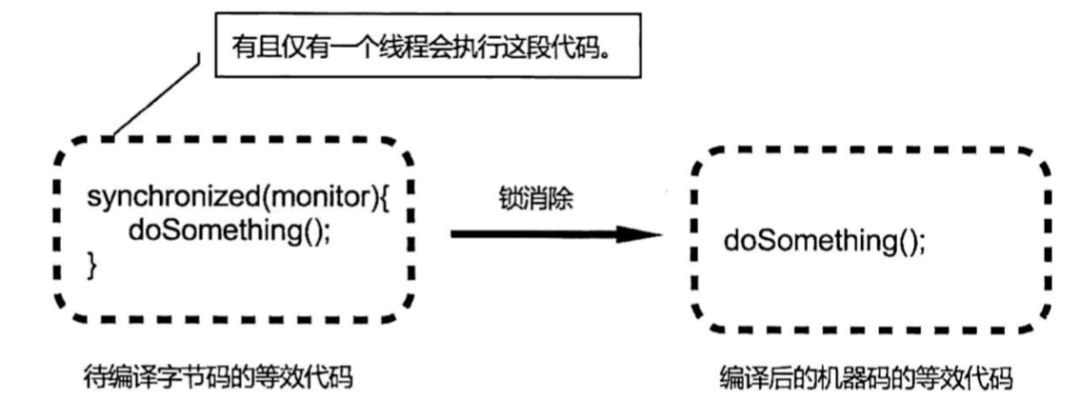 有且仅有一个线程会执行这段代码。
synchronized(monitor){
doSomething();
}
锁消除
doSomething();
待编译字节码的等效代码
编译后的机器码的等效代码